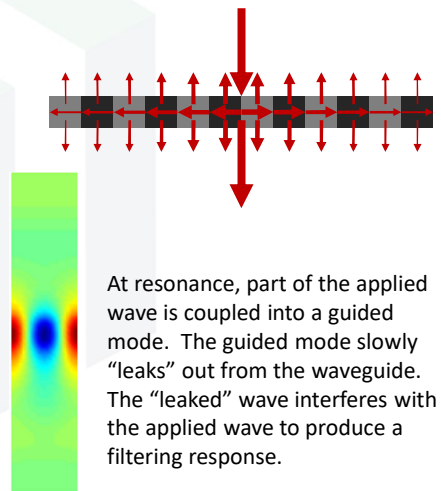 At resonance, part of the applied
wave is coupled into a guided
mode.  The guided mode slowly
“leaks” out from the waveguide.
The “leaked” wave interferes with
the applied wave to produce a
filtering response.